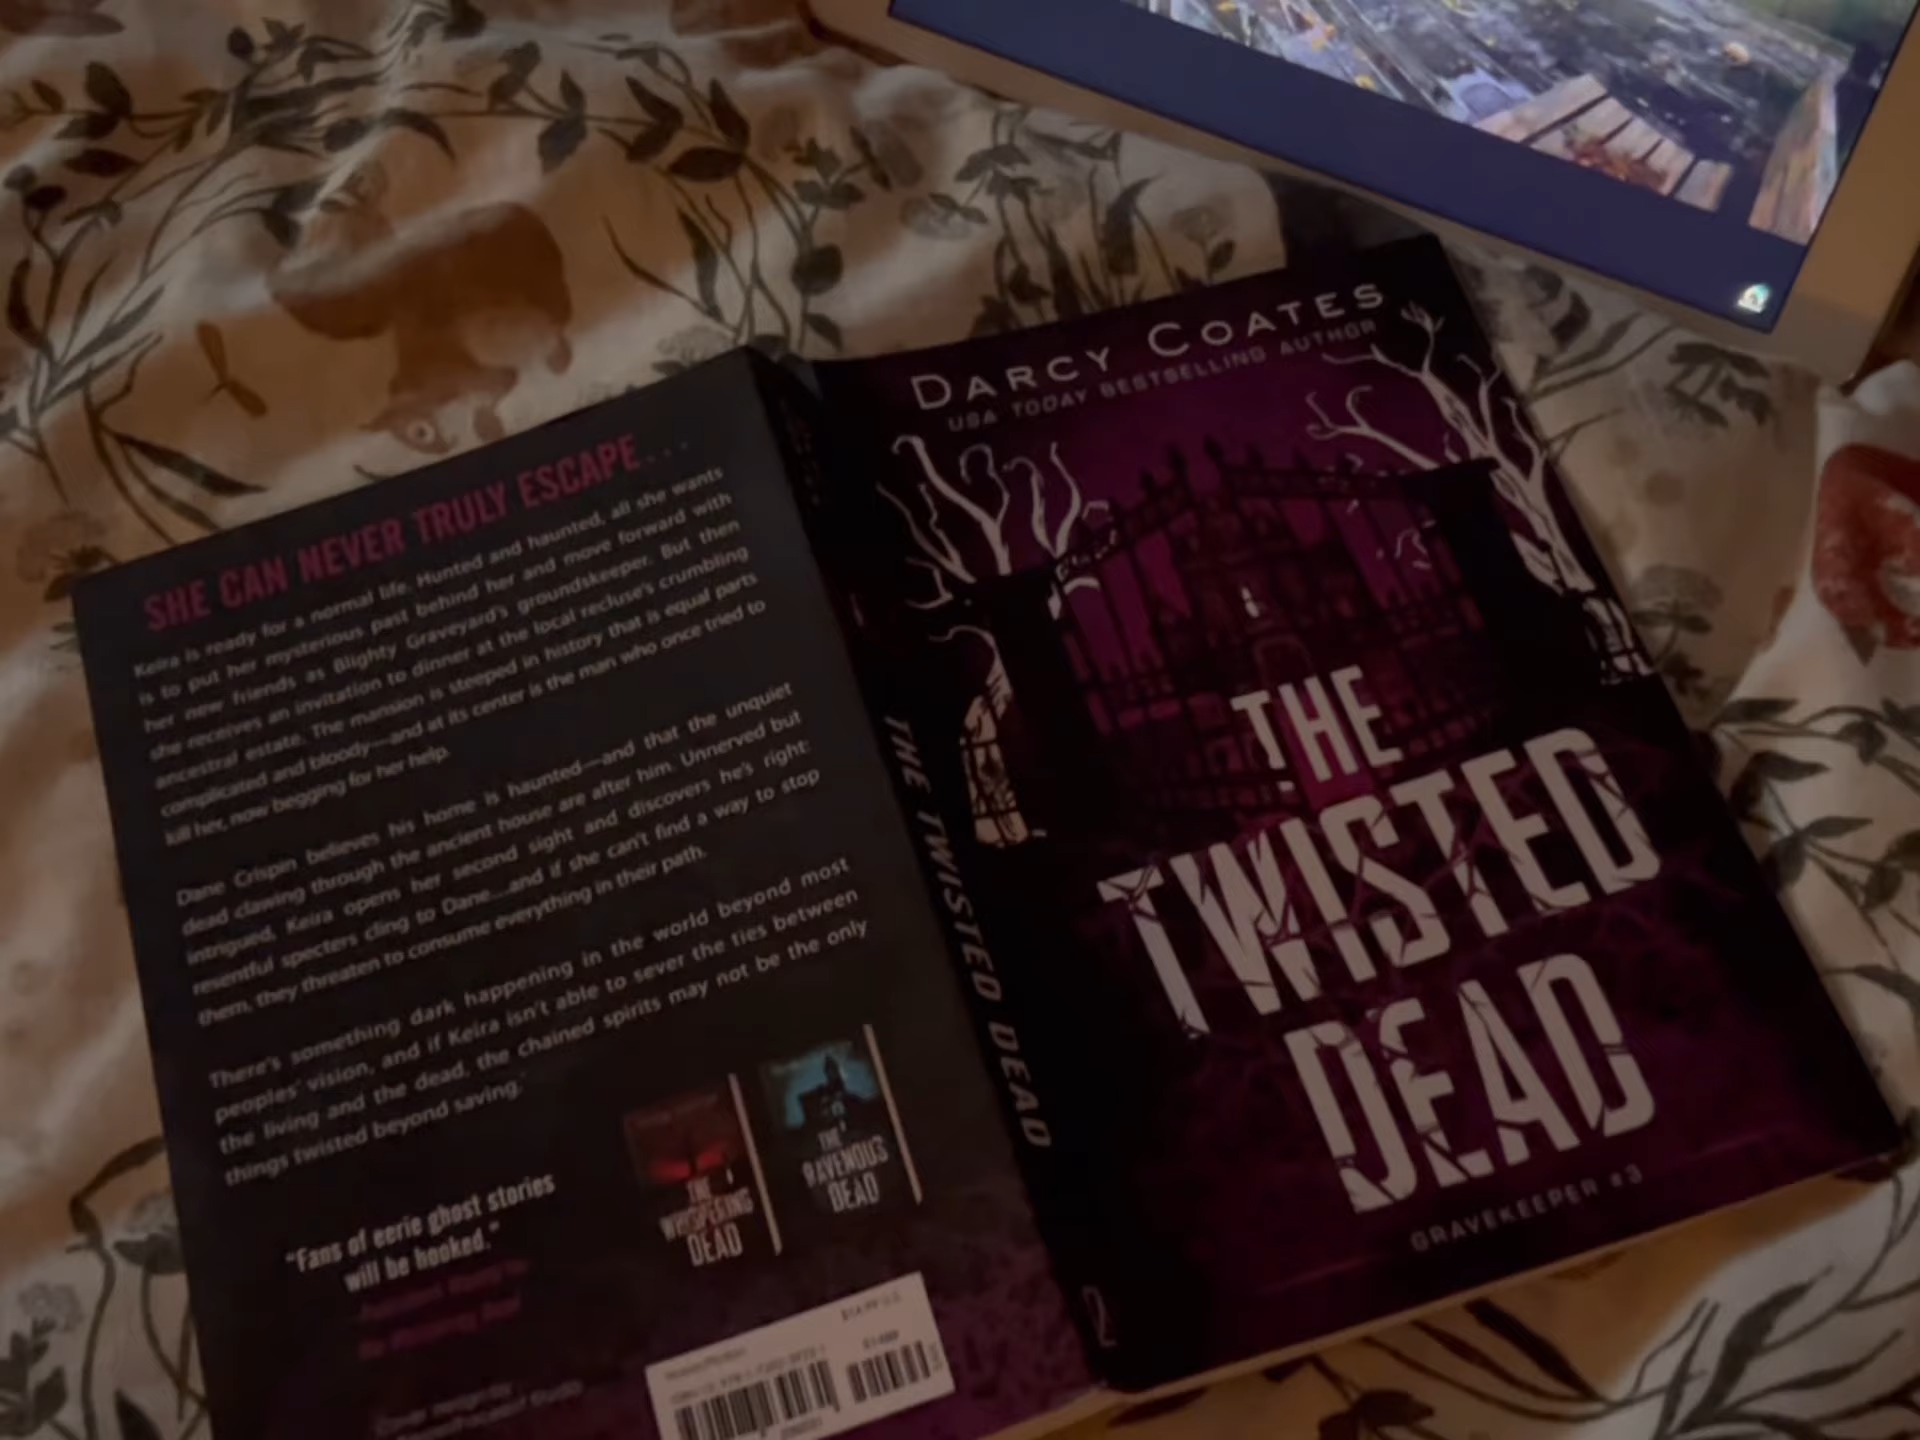 SHE CAN NEVER TRULY ESCAPE...
Keira is ready for a normal life. Hunted and haunted, all she wants
is to put her mysterious past behind her and move forward with
her new friends as Blighty Graveyard's groundskeeper. But then
she receives an invitation to dinner at the local recluse's crumbling
ancestral estate. The mansion is steeped in history that is equal parts
complicated and bloody—and at its center is the man who once tried to
kill her, now begging for her help.
Dane Crispin believes his home is haunted—and that the unquiet
dead clawing through the ancient house are after him. Unnerved but
intrigued, Keira opens her second sight and discovers he's right:
resentful specters cling to Dane...and if she can't find a way to stop
them, they threaten to consume everything in their path.
There's something dark happening in the world beyond most
peoples' vision, and if Keira isn't able to sever the ties between
the living and the dead, the chained spirits may not be the only
things twisted beyond saving.
"Fans of eerie ghost stories
will be hooked."
THE
WHISPERING
DEAD
THE
RAVENOUS
DEAD
THE TWISTED DEAD
DARCY COATES
USA TODAY BESTSELLING AUTHOR
THE
TWISTED
DEAD
GRAVEKEEPER #3